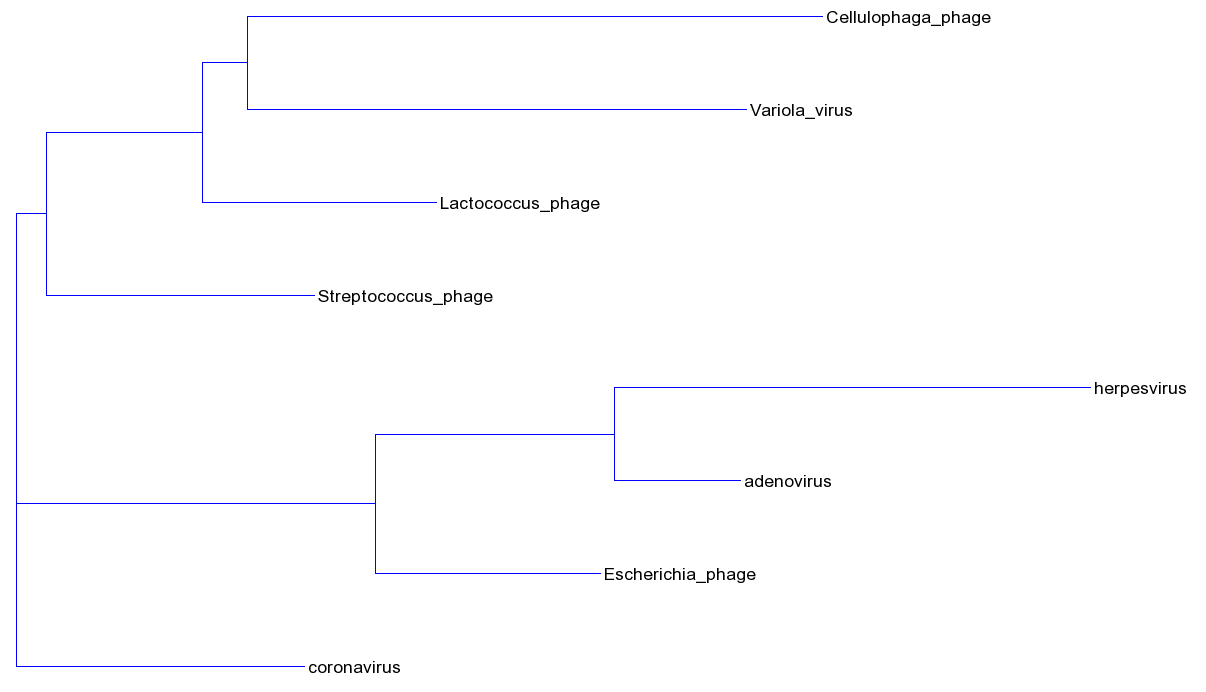 Cellulophaga_phage
Variola_virus
Lactococcus_phage
Streptococcus_phage
herpesvirus
adenovirus
Escherichia_phage
coronavirus